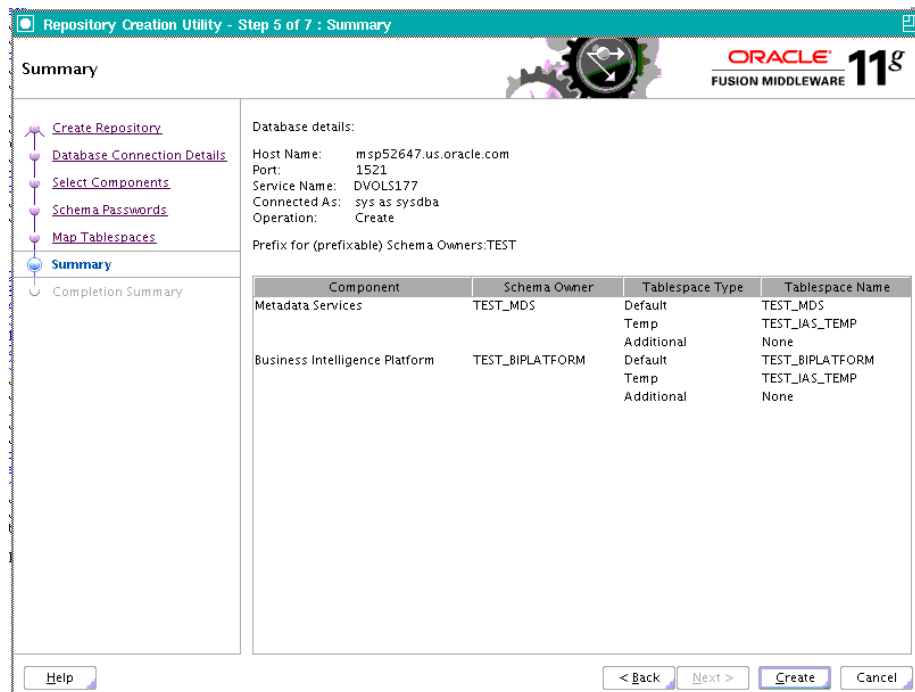 Repository Creation Utility - Step 5 of 7 : Summary
Summary
ORACLE
FUSION MIDDLEWARE 11g
Create Repository
Database Connection Details
Select Components
Schema Passwords
Map Tablespaces
Summary
Completion Summary
Database details:
Host Name: msp52647.us.oracle.com
Port: 1521
Service Name: DVOLS177
Connected As: sys as sysdba
Operation: Create
Prefix for (prefixable) Schema Owners:TEST
Component Schema Owner Tablespace Type Tablespace Name
Metadata Services TEST_MDS Default TEST_MDS
Temp TEST_IAS_TEMP
Additional None
Business Intelligence Platform TEST_BIPLATFORM Default TEST_BIPLATFORM
Temp TEST_IAS_TEMP
Additional None
Help < Back Next > Create Cancel